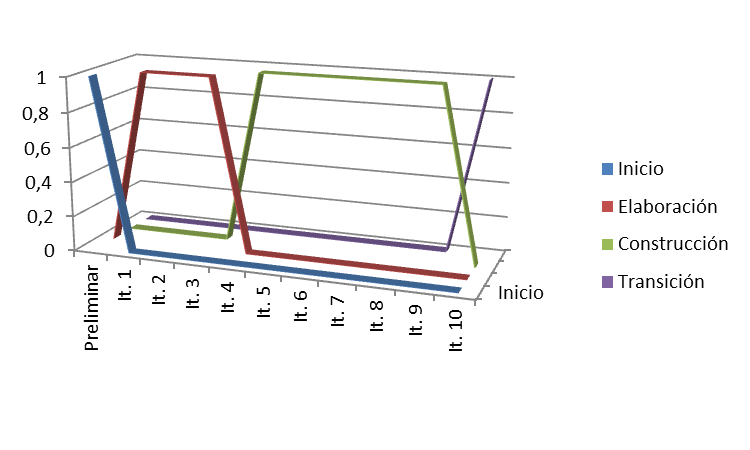 1
0,8
0,6
0,4
0,2
0
Preliminar
It. 1
It. 2
It. 3
It. 4
It. 5
It. 6
It. 7
It. 8
It. 9
It. 10
Inicio
Inicio
Elaboración
Construcción
Transición